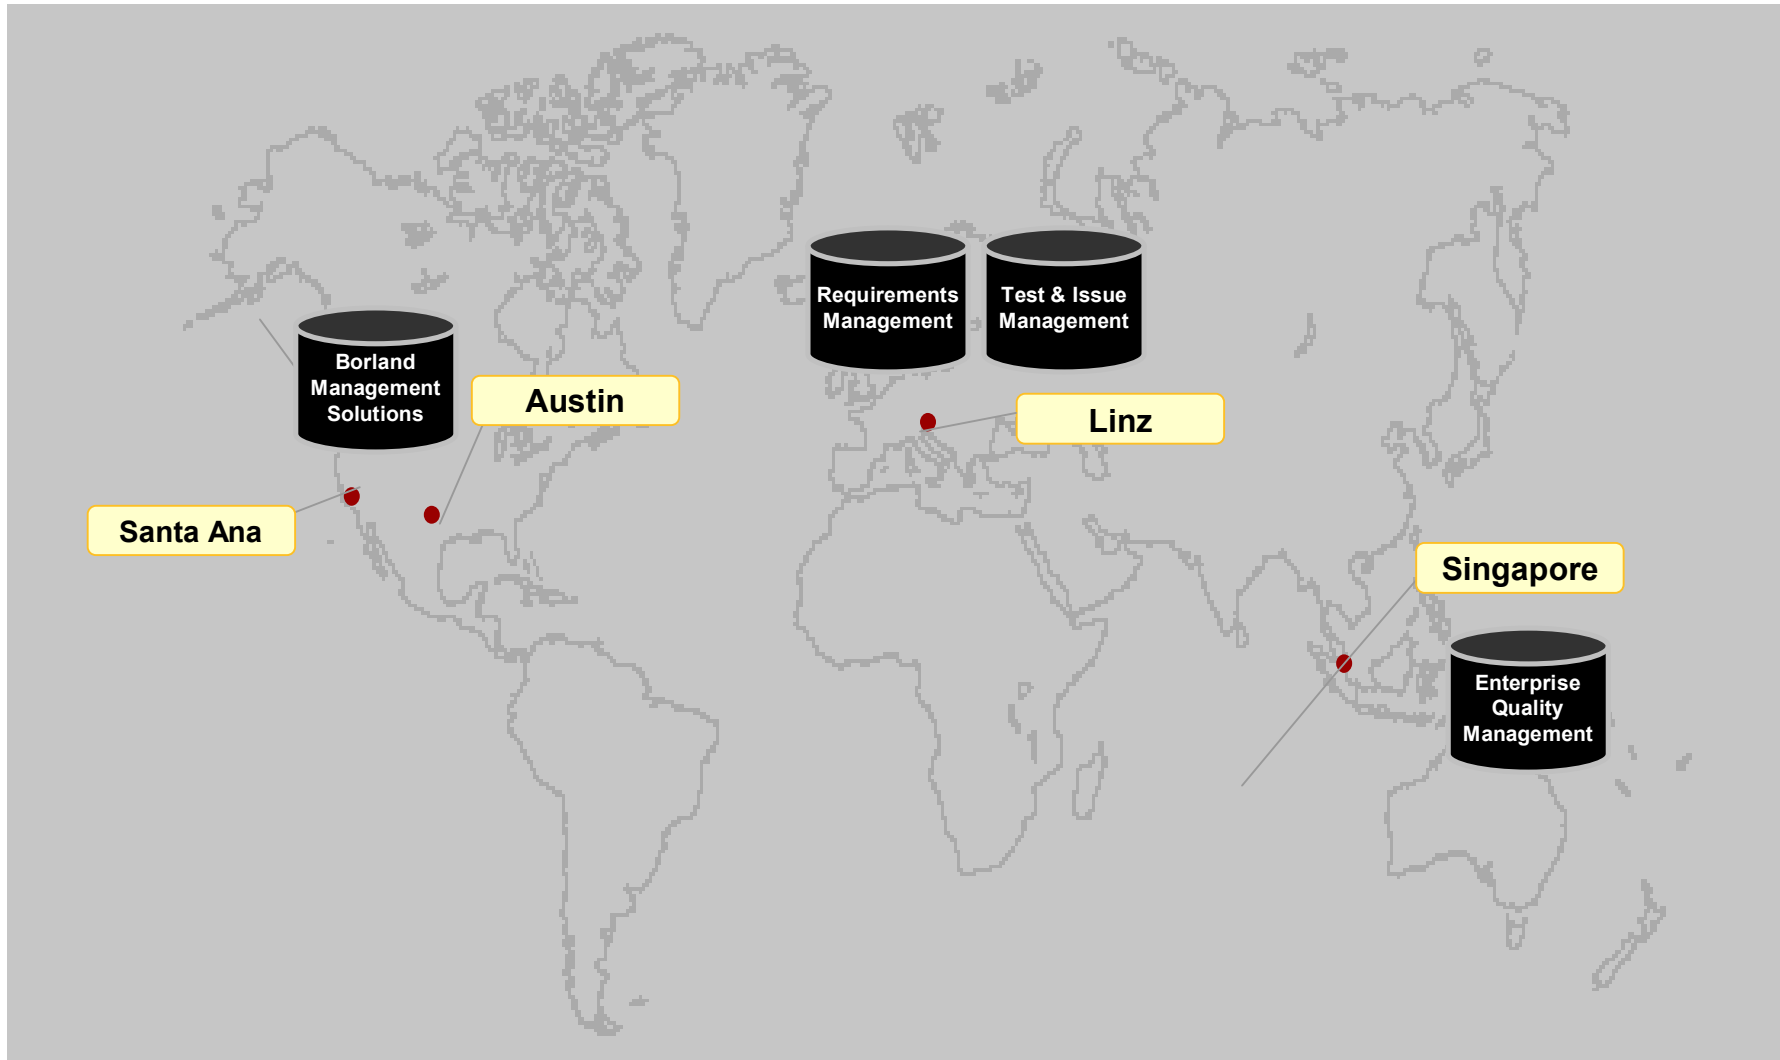 Requirements
Management
Test & Issue
Management
Borland
Management
Solutions
Austin
Linz
Santa Ana
Singapore
Enterprise
Quality
Management